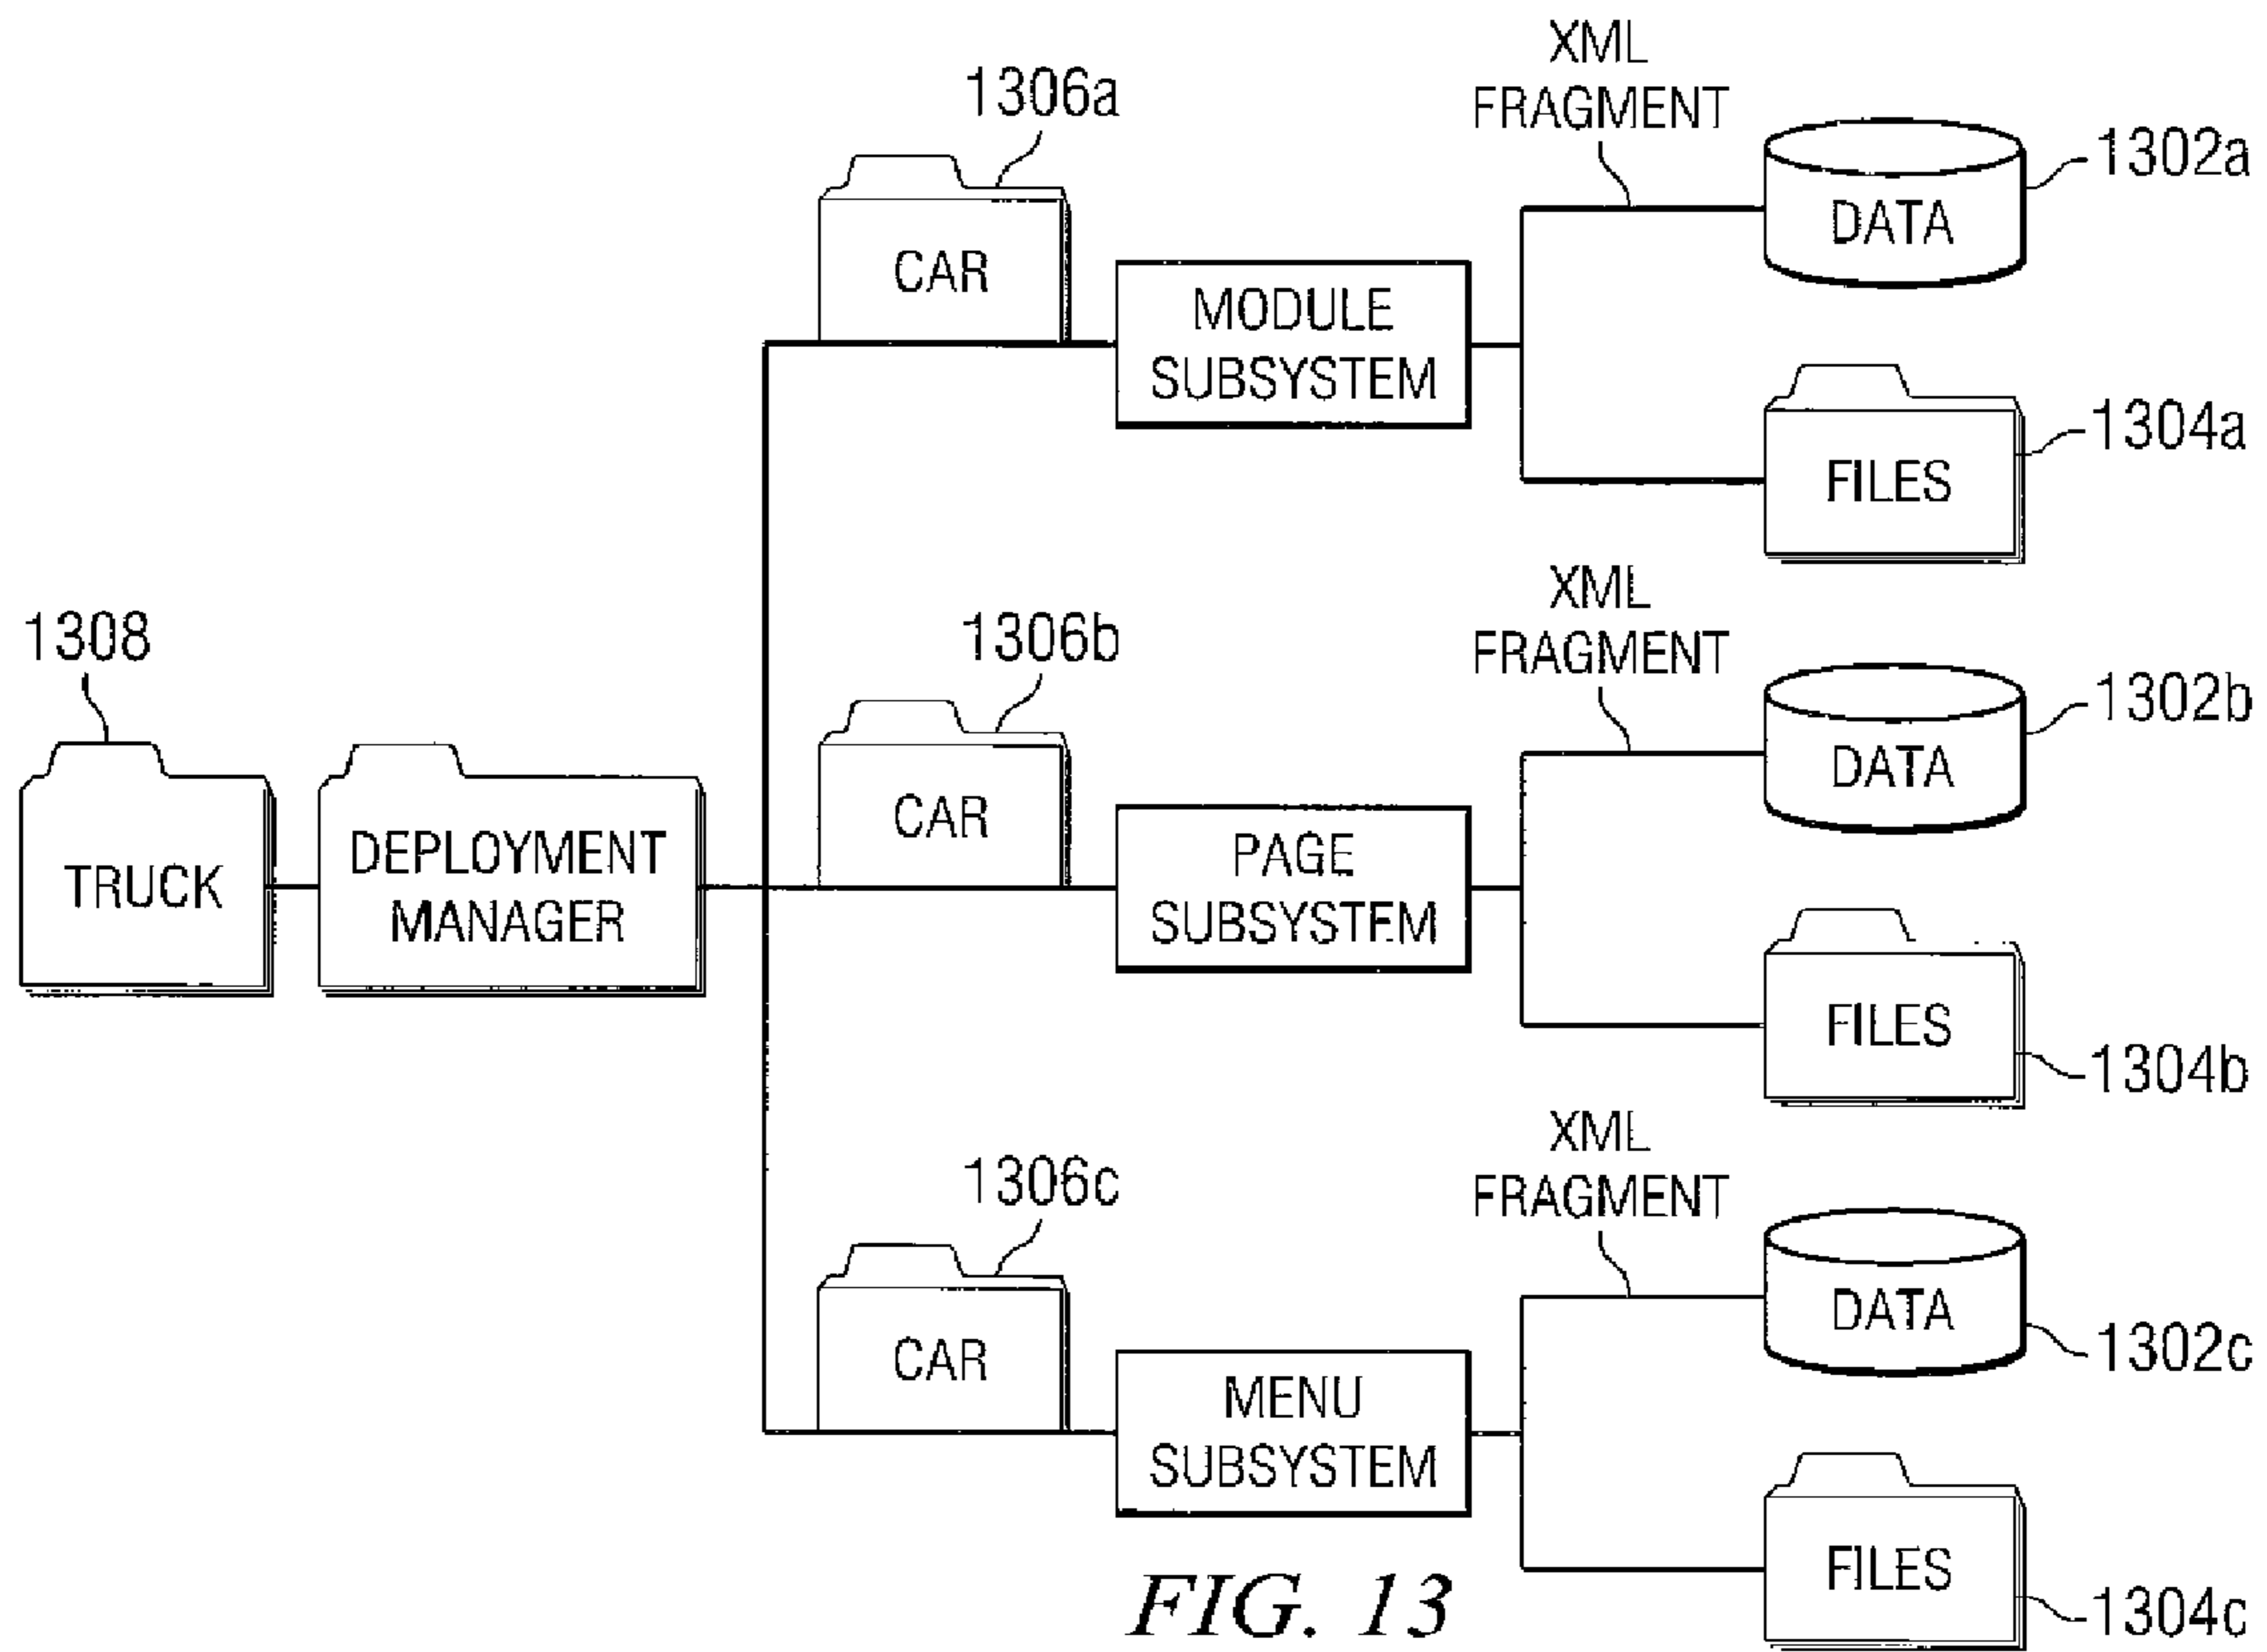 XML
FRAGMENT
1306a
1302a
DATA
CAR
MODULE
SUBSYSTEM
1304a
FILES
XML
FRAGMENT
1308
1306b
1302b
DATA
CAR
TRUCK
DEPLOYMENT
MANAGER
PAGE
SUBSYSTEM
FILES
1304b
XML
FRAGMENT
1306c
DATA
1302c
CAR
MENU
SUBSYSTEM
FILES
1304c
FIG. 13